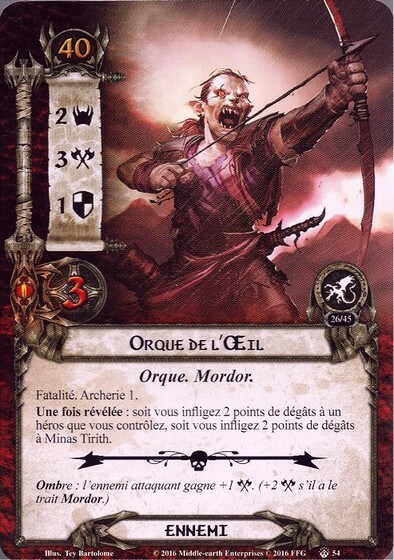 40
2
3
1
3
26/45
Orque de l'Œil
Orque. Mordor.
Fatalité. Archerie 1.
Une fois révélée : soit vous infligez 2 points de dégâts à un
héros que vous contrôlez, soit vous infligez 2 points de dégâts
à Minas Tirith.
Ombre : l'ennemi attaquant gagne +1. (+2 s'il a le
trait Mordor.)
ENNEMI
Illus. Tey Bartolome © 2016 Middle-earth Enterprises © 2016 FFG 54